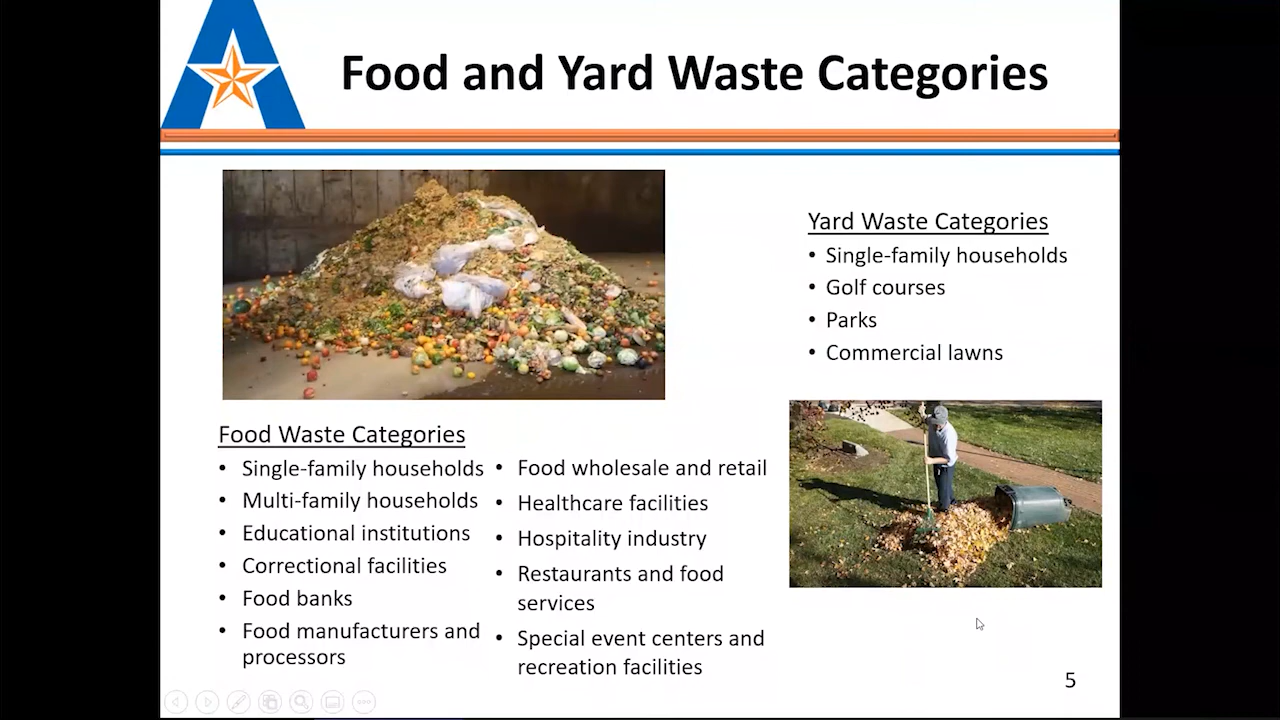 Food and Yard Waste Categories
Yard Waste Categories
• Single-family households
• Golf courses
• Parks
• Commercial lawns
Food Waste Categories
• Single-family households
• Multi-family households
• Educational institutions
• Correctional facilities
• Food banks
• Food manufacturers and
processors
• Food wholesale and retail
• Healthcare facilities
• Hospitality industry
• Restaurants and food
services
• Special event centers and
recreation facilities
5